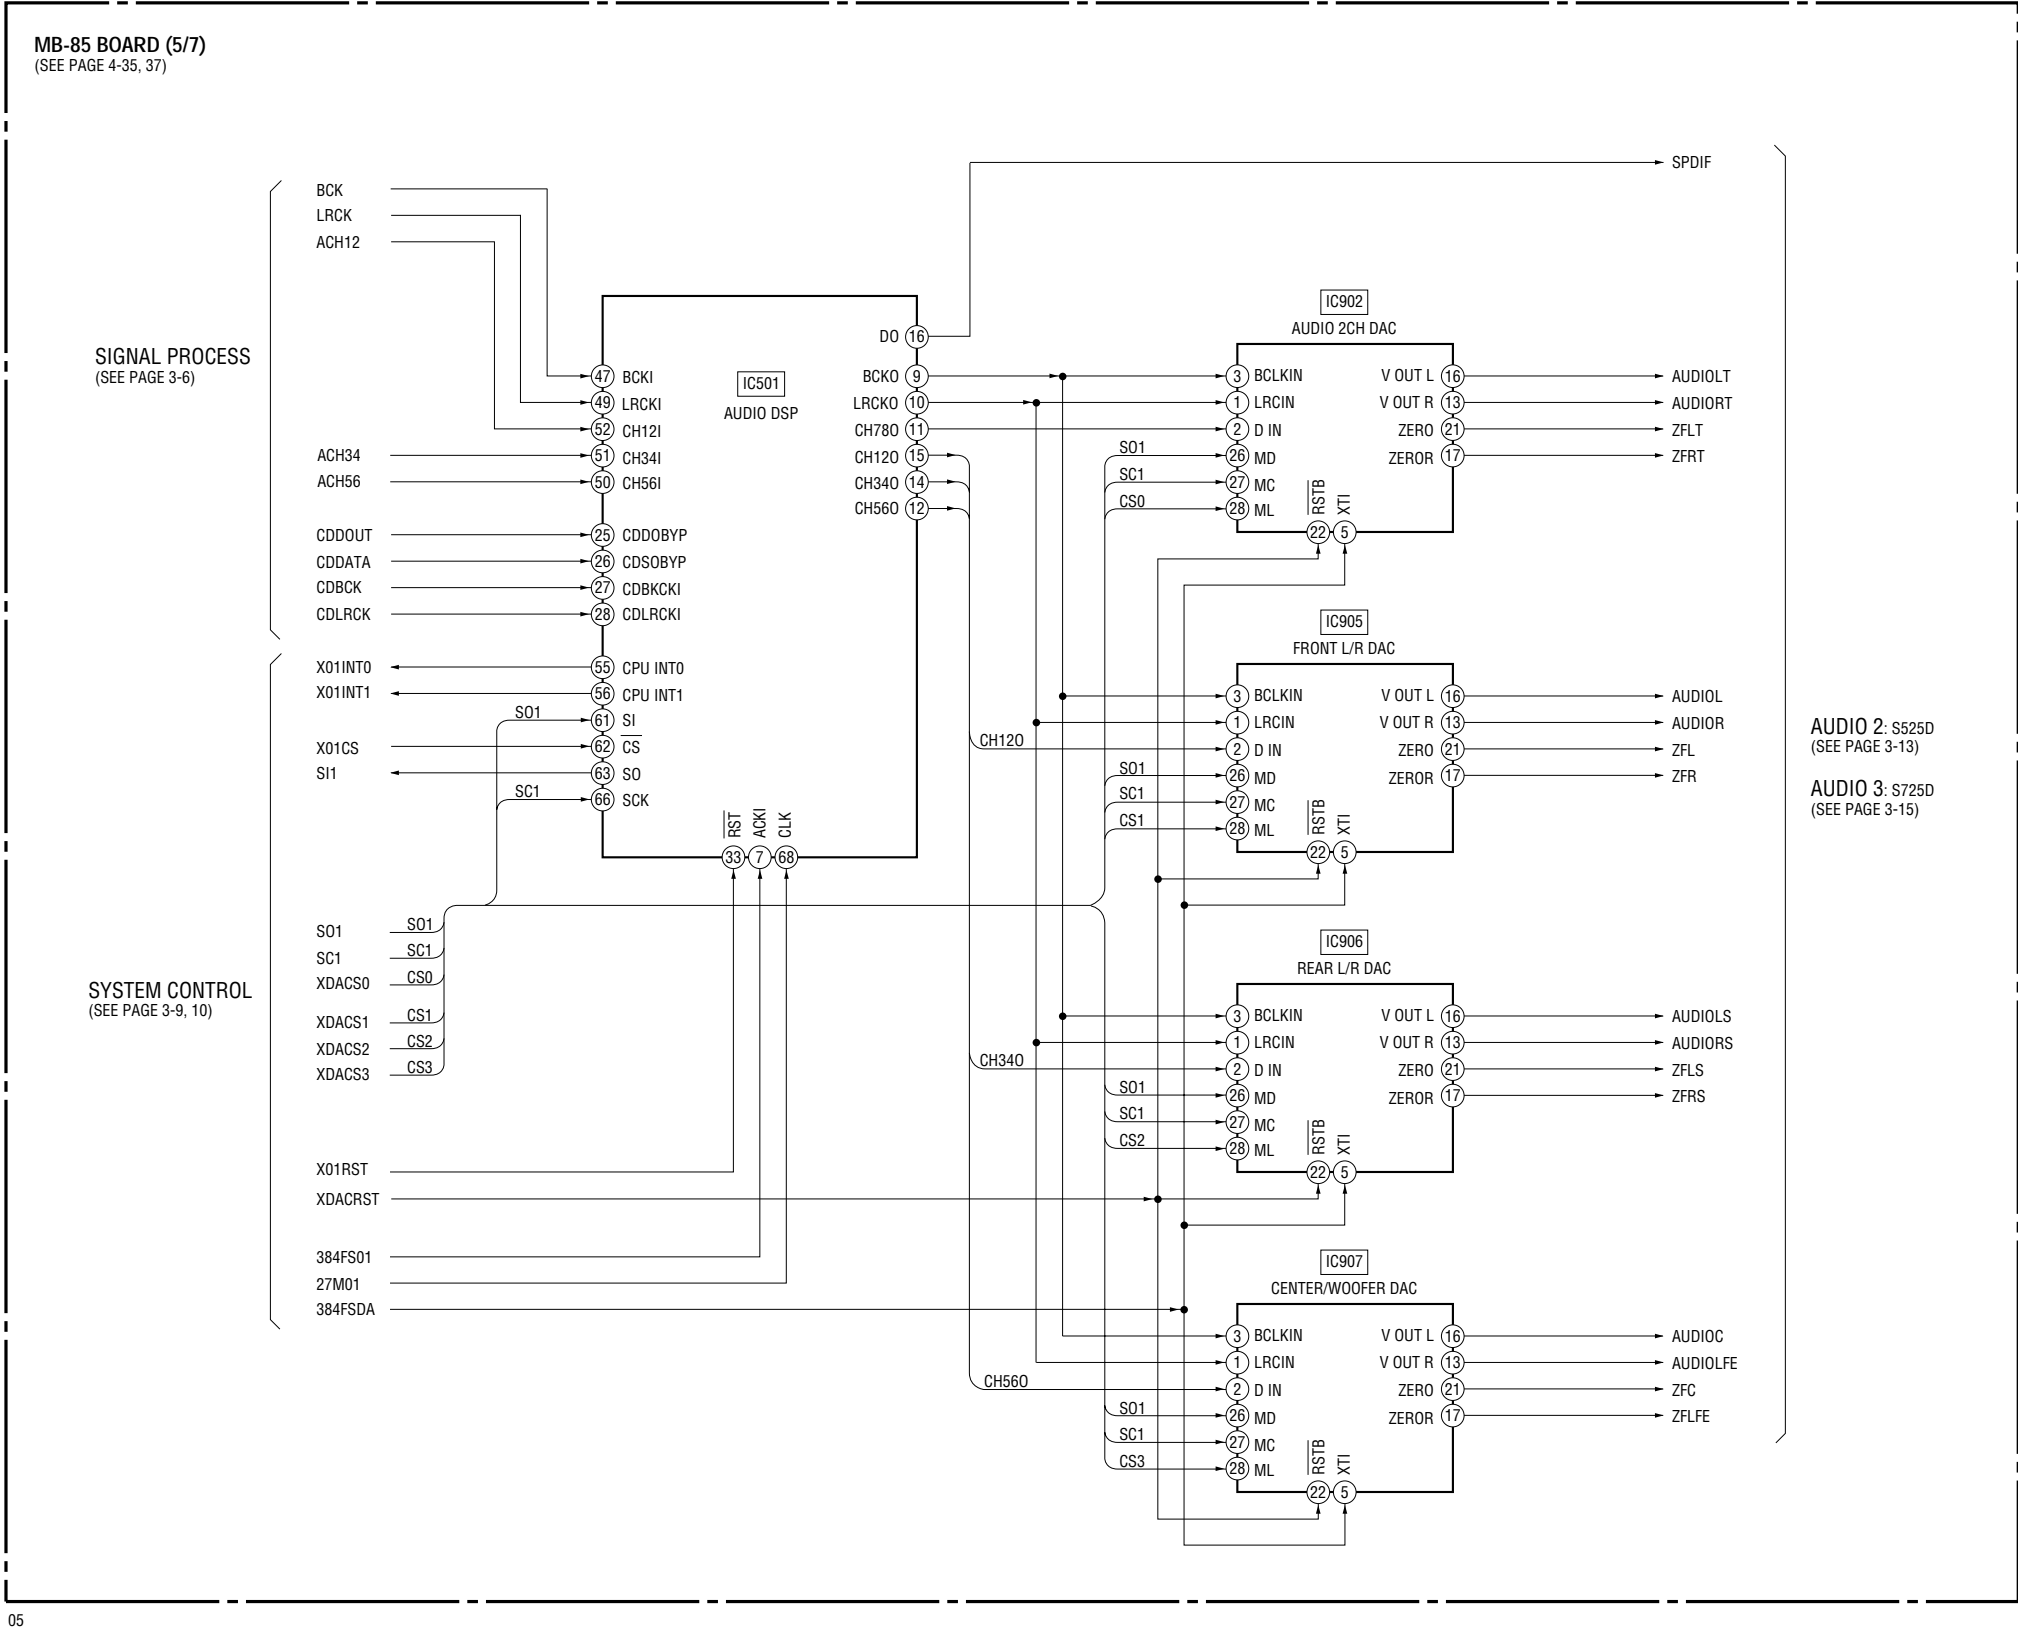 MB-85 BOARD (5/7)
(SEE PAGE 4-35, 37)
SIGNAL PROCESS
(SEE PAGE 3-6)
BCK
LRCK
ACH12
ACH34
ACH56
CDDOUT
CDDATA
CDBCK
CDLRCK
SYSTEM CONTROL
(SEE PAGE 3-9, 10)
X01INT0
X01INT1
SO1
X01CS
SI1
SC1
SO1 SO1
SC1 SC1
XDACS0 CS0
XDACS1 CS1
XDACS2 CS2
XDACS3 CS3
X01RST
XDACRST
384FS01
27M01
384FSDA
IC501
AUDIO DSP
47 BCKI
49 LRCKI
52 CH12I
51 CH34I
50 CH56I
25 CDDOBYP
26 CDSOBYP
27 CDBKCKI
28 CDLRCKI
55 CPU INT0
56 CPU INT1
61 SI
62 CS
63 SO
66 SCK
RST ACKI CLK
33 7 68
DO 16
BCKO 9
LRCKO 10
CH78O 11
CH12O 15
CH34O 14
CH56O 12
SPDIF
IC902
AUDIO 2CH DAC
3 BCLKIN V OUT L 16 AUDIOLT
1 LRCIN V OUT R 13 AUDIORT
2 D IN ZERO 21 ZFLT
SO1 26 MD ZEROR 17 ZFRT
SC1 27 MC
CS0 28 ML
RSTB XTI
22 5
IC905
FRONT L/R DAC
3 BCLKIN V OUT L 16 AUDIOL
1 LRCIN V OUT R 13 AUDIOR
CH12O 2 D IN ZERO 21 ZFL
SO1 26 MD ZEROR 17 ZFR
SC1 27 MC
CS1 28 ML
RSTB XTI
22 5
IC906
REAR L/R DAC
3 BCLKIN V OUT L 16 AUDIOLS
1 LRCIN V OUT R 13 AUDIORS
CH34O 2 D IN ZERO 21 ZFLS
SO1 26 MD ZEROR 17 ZFRS
SC1 27 MC
CS2 28 ML
RSTB XTI
22 5
IC907
CENTER/WOOFER DAC
3 BCLKIN V OUT L 16 AUDIOC
1 LRCIN V OUT R 13 AUDIOLFE
CH56O 2 D IN ZERO 21 ZFC
SO1 26 MD ZEROR 17 ZFLFE
SC1 27 MC
CS3 28 ML
RSTB XTI
22 5
AUDIO 2: S525D
(SEE PAGE 3-13)
AUDIO 3: S725D
(SEE PAGE 3-15)
05